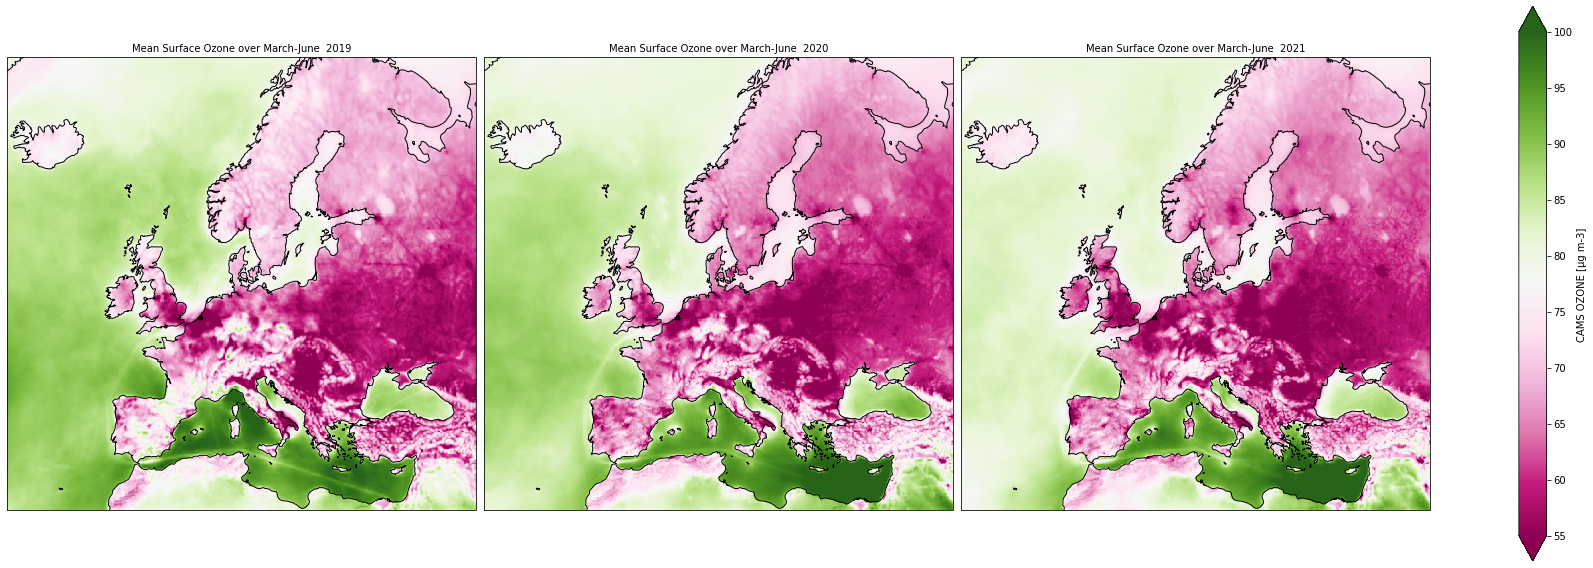 Mean Surface Ozone over March-June  2019
Mean Surface Ozone over March-June  2020
Mean Surface Ozone over March-June  2021
100
95
90
85
80
75
70
65
60
55
CAMS OZONE [µg m-3]